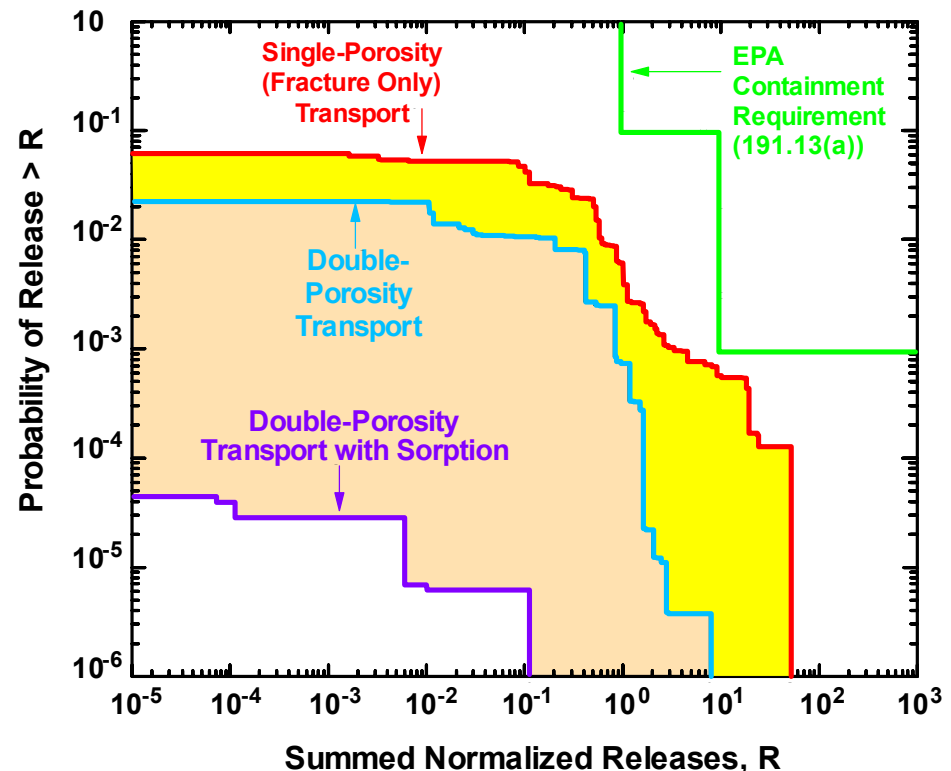 10
10⁻¹
10⁻²
10⁻³
10⁻⁴
10⁻⁵
10⁻⁶
Probability of Release > R
Single-Porosity
(Fracture Only)
Transport
EPA
Containment
Requirement
(191.13(a))
Double-
Porosity
Transport
Double-Porosity
Transport with Sorption
10⁻⁵ 10⁻⁴ 10⁻³ 10⁻² 10⁻¹ 10⁰ 10¹ 10² 10³
Summed Normalized Releases, R